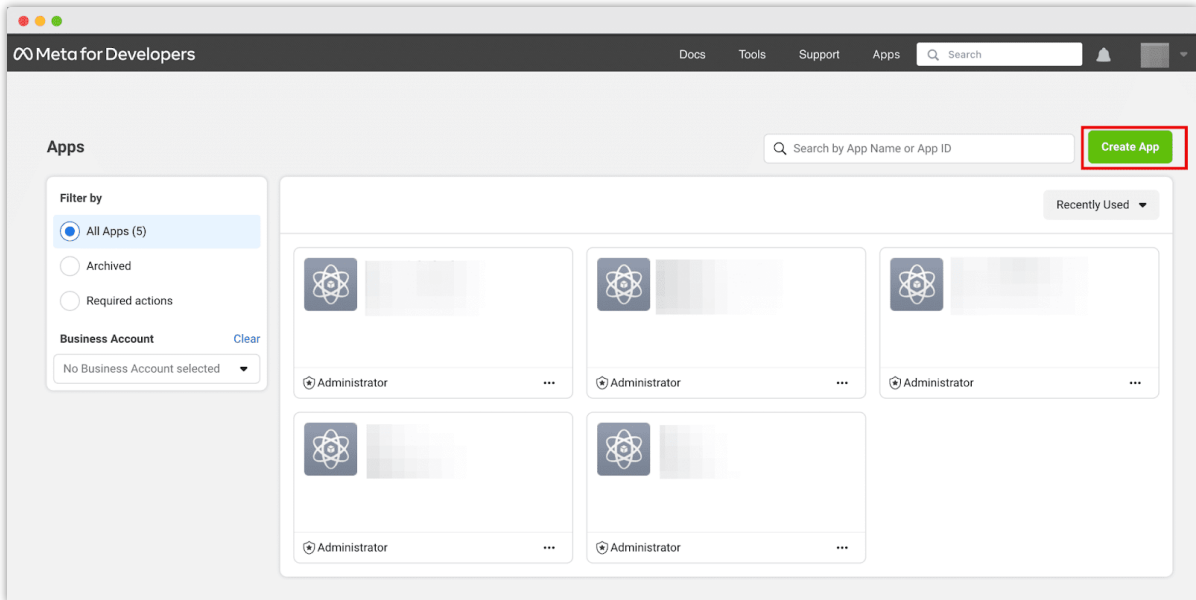 Meta for Developers
Docs Tools Support Apps Search
Apps
Search by App Name or App ID
Create App
Filter by
All Apps (5)
Archived
Required actions
Business Account Clear
No Business Account selected
Recently Used
Administrator Administrator Administrator
Administrator Administrator